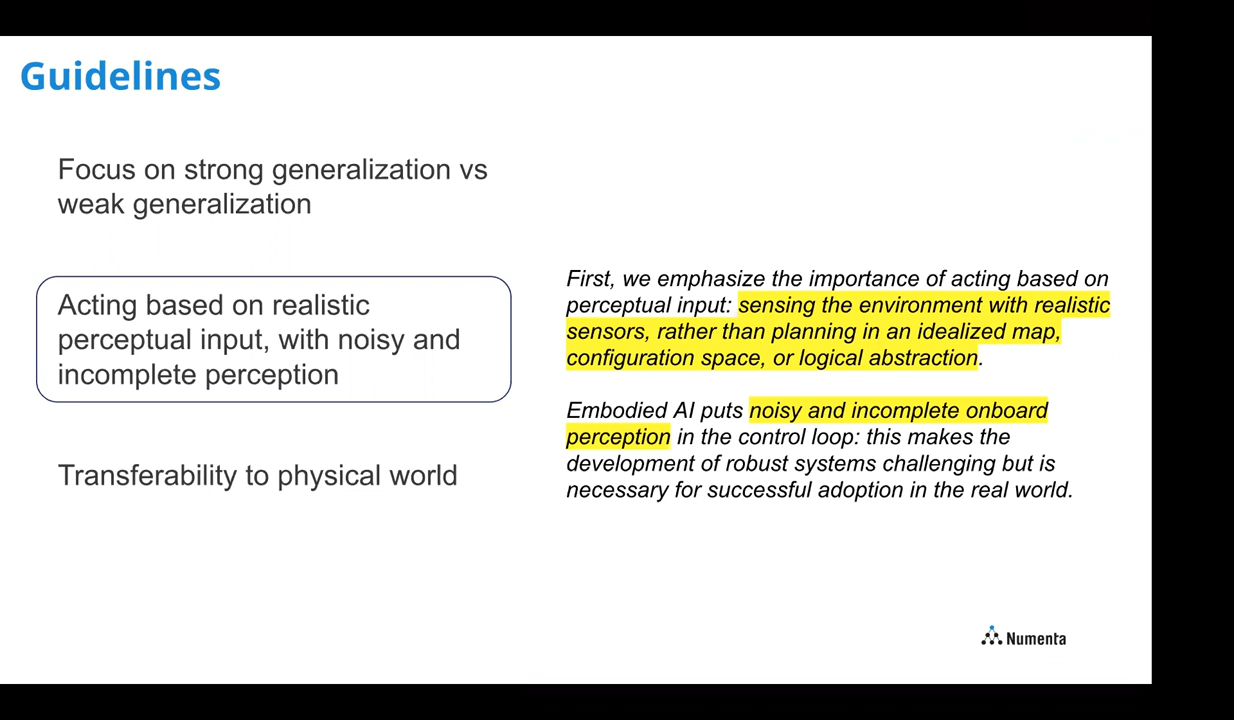 Guidelines
Focus on strong generalization vs
weak generalization
Acting based on realistic
perceptual input, with noisy and
incomplete perception
Transferability to physical world
First, we emphasize the importance of acting based on
perceptual input: sensing the environment with realistic
sensors, rather than planning in an idealized map,
configuration space, or logical abstraction.
Embodied AI puts noisy and incomplete onboard
perception in the control loop: this makes the
development of robust systems challenging but is
necessary for successful adoption in the real world.
Numenta